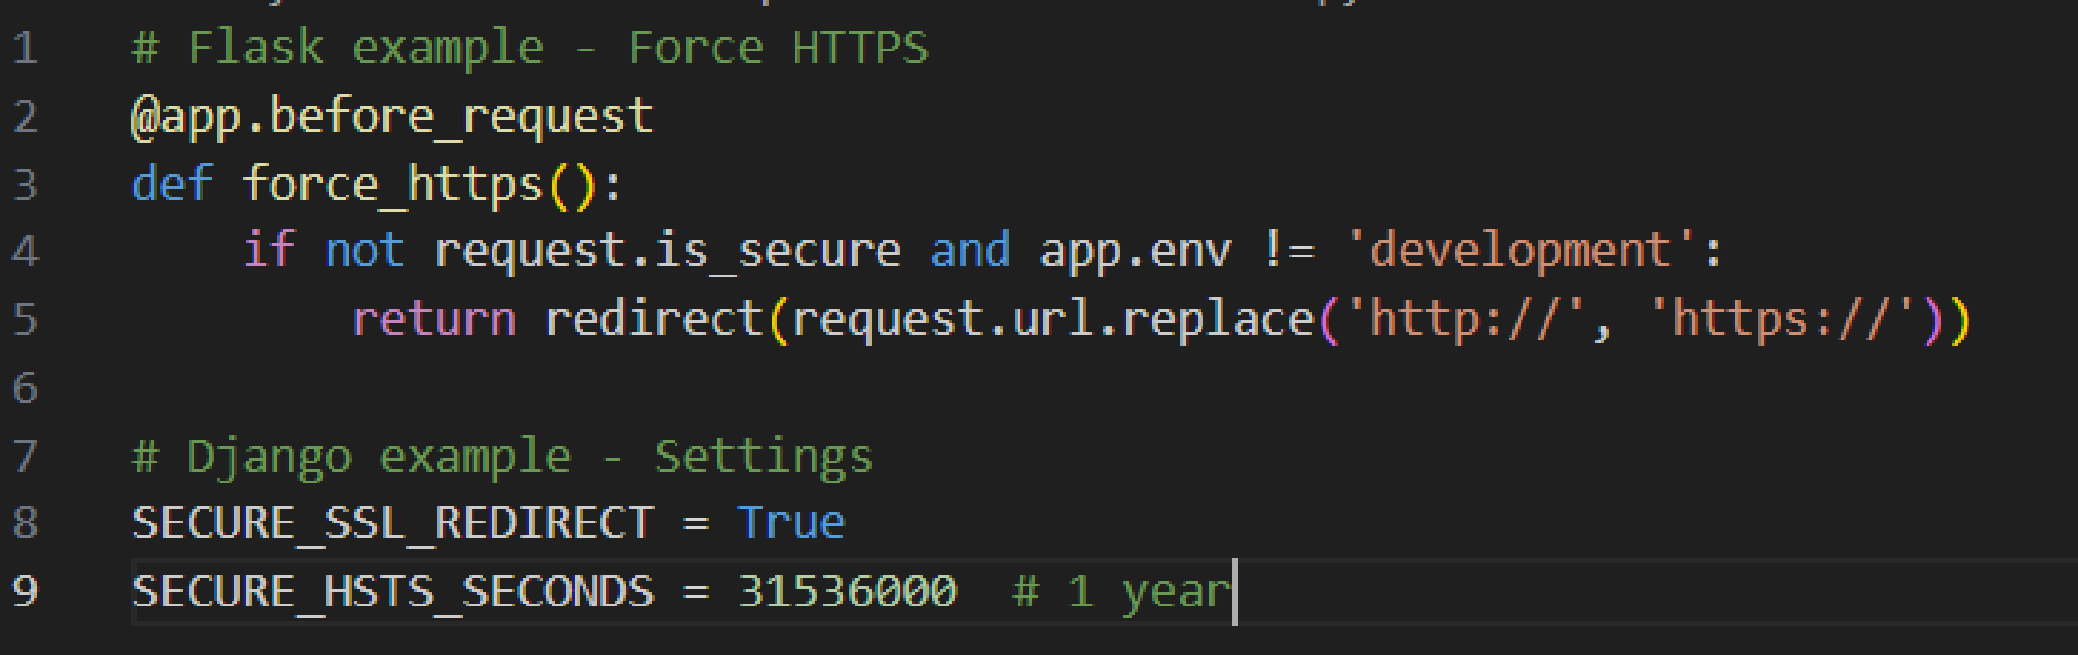 1 # Flask example - Force HTTPS
2 @app.before_request
3 def force_https():
4     if not request.is_secure and app.env != 'development':
5         return redirect(request.url.replace('http://', 'https://'))
6
7 # Django example - Settings
8 SECURE_SSL_REDIRECT = True
9 SECURE_HSTS_SECONDS = 31536000  # 1 year